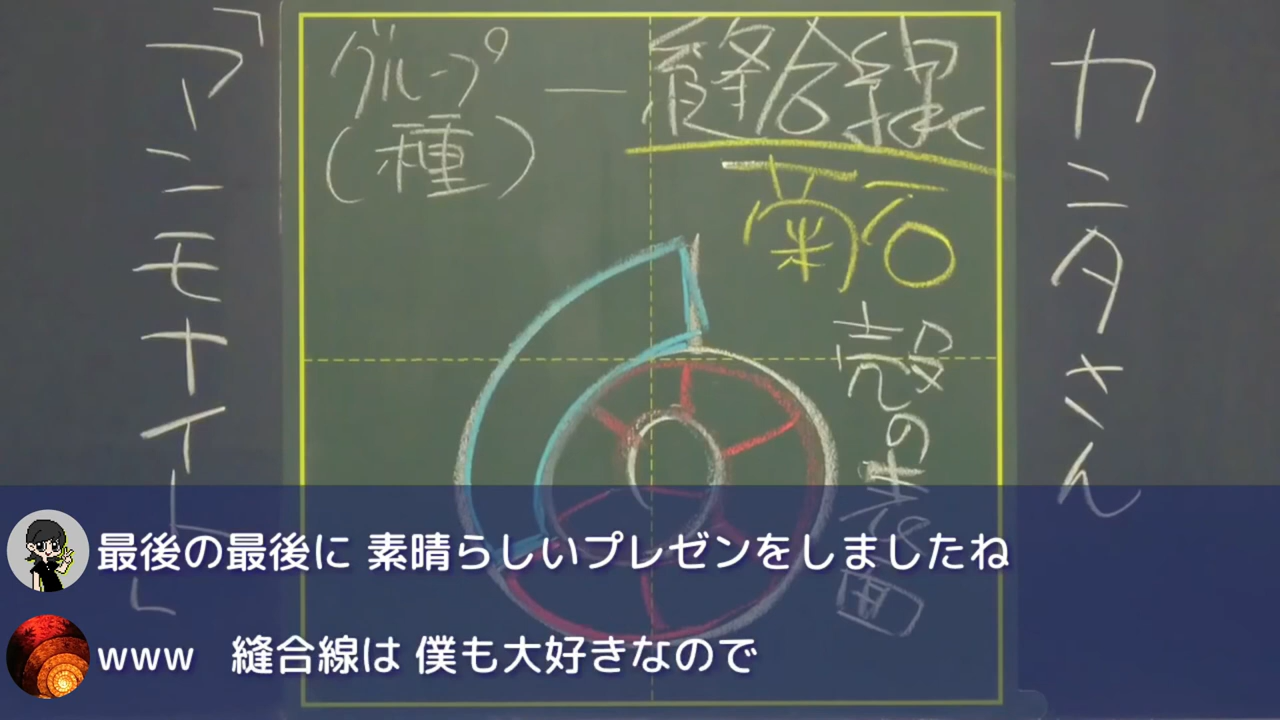 カンタさん
「アンモナイト」
グループ ― 縫合線
(種)
菊石
殻の表面
最後の最後に 素晴らしいプレゼンをしましたね
www 縫合線は 僕も大好きなので